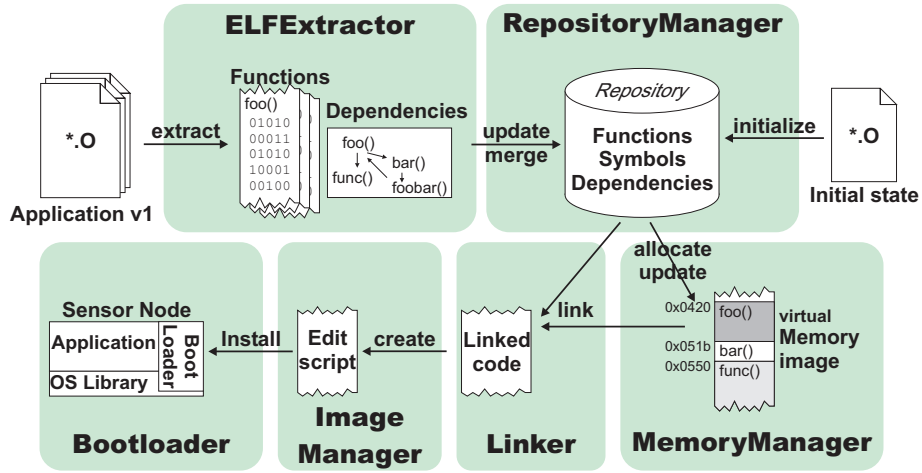 ELFExtractor
RepositoryManager
Functions
foo()
01010
00011
01010
10001
00100
Dependencies
foo()
bar()
func()
foobar()
*.O
extract
Application v1
update
merge
Repository
Functions
Symbols
Dependencies
initialize
*.O
Initial state
allocate
update
Sensor Node
Application
OS Library
Boot
Loader
Install
Edit
script
create
Linked
code
link
0x0420
0x051b
0x0550
foo()
bar()
func()
virtual
Memory
image
Bootloader
Image
Manager
Linker
MemoryManager